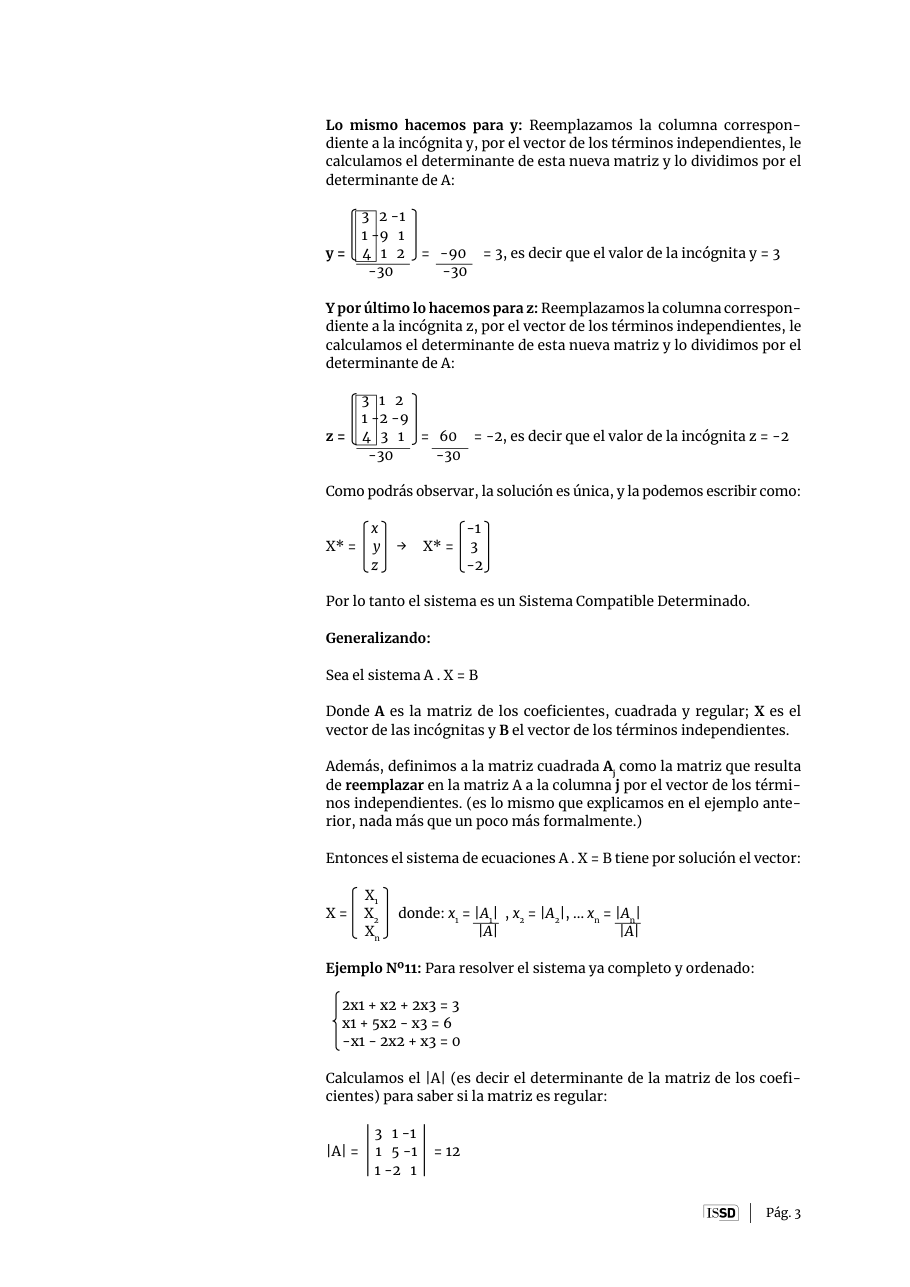 Lo mismo hacemos para y: Reemplazamos la columna correspon-
diente a la incógnita y, por el vector de los términos independientes, le
calculamos el determinante de esta nueva matriz y lo dividimos por el
determinante de A:
3 2 -1
1 -9 1
y = 4 1 2 = -90 = 3, es decir que el valor de la incógnita y = 3
-30 -30
Y por último lo hacemos para z: Reemplazamos la columna correspon-
diente a la incógnita z, por el vector de los términos independientes, le
calculamos el determinante de esta nueva matriz y lo dividimos por el
determinante de A:
3 1 2
1 -2 -9
z = 4 3 1 = 60 = -2, es decir que el valor de la incógnita z = -2
-30 -30
Como podrás observar, la solución es única, y la podemos escribir como:
x -1
X* = y → X* = 3
z -2
Por lo tanto el sistema es un Sistema Compatible Determinado.
Generalizando:
Sea el sistema A . X = B
Donde A es la matriz de los coeficientes, cuadrada y regular; X es el
vector de las incógnitas y B el vector de los términos independientes.
Además, definimos a la matriz cuadrada Aj como la matriz que resulta
de reemplazar en la matriz A a la columna j por el vector de los térmi-
nos independientes. (es lo mismo que explicamos en el ejemplo ante-
rior, nada más que un poco más formalmente.)
Entonces el sistema de ecuaciones A . X = B tiene por solución el vector:
X1
X = X2 donde: x1 = |A1| , x2 = |A2|, ... xn = |An|
Xn |A| |A|
Ejemplo Nº11: Para resolver el sistema ya completo y ordenado:
2x1 + x2 + 2x3 = 3
x1 + 5x2 - x3 = 6
-x1 - 2x2 + x3 = 0
Calculamos el |A| (es decir el determinante de la matriz de los coefi-
cientes) para saber si la matriz es regular:
3 1 -1
|A| = 1 5 -1 = 12
1 -2 1
ISSD | Pág. 3